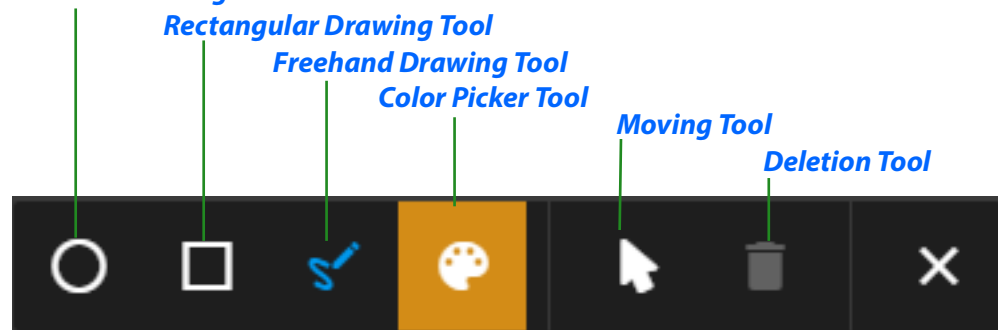 Rectangular Drawing Tool
Freehand Drawing Tool
Color Picker Tool
Moving Tool
Deletion Tool